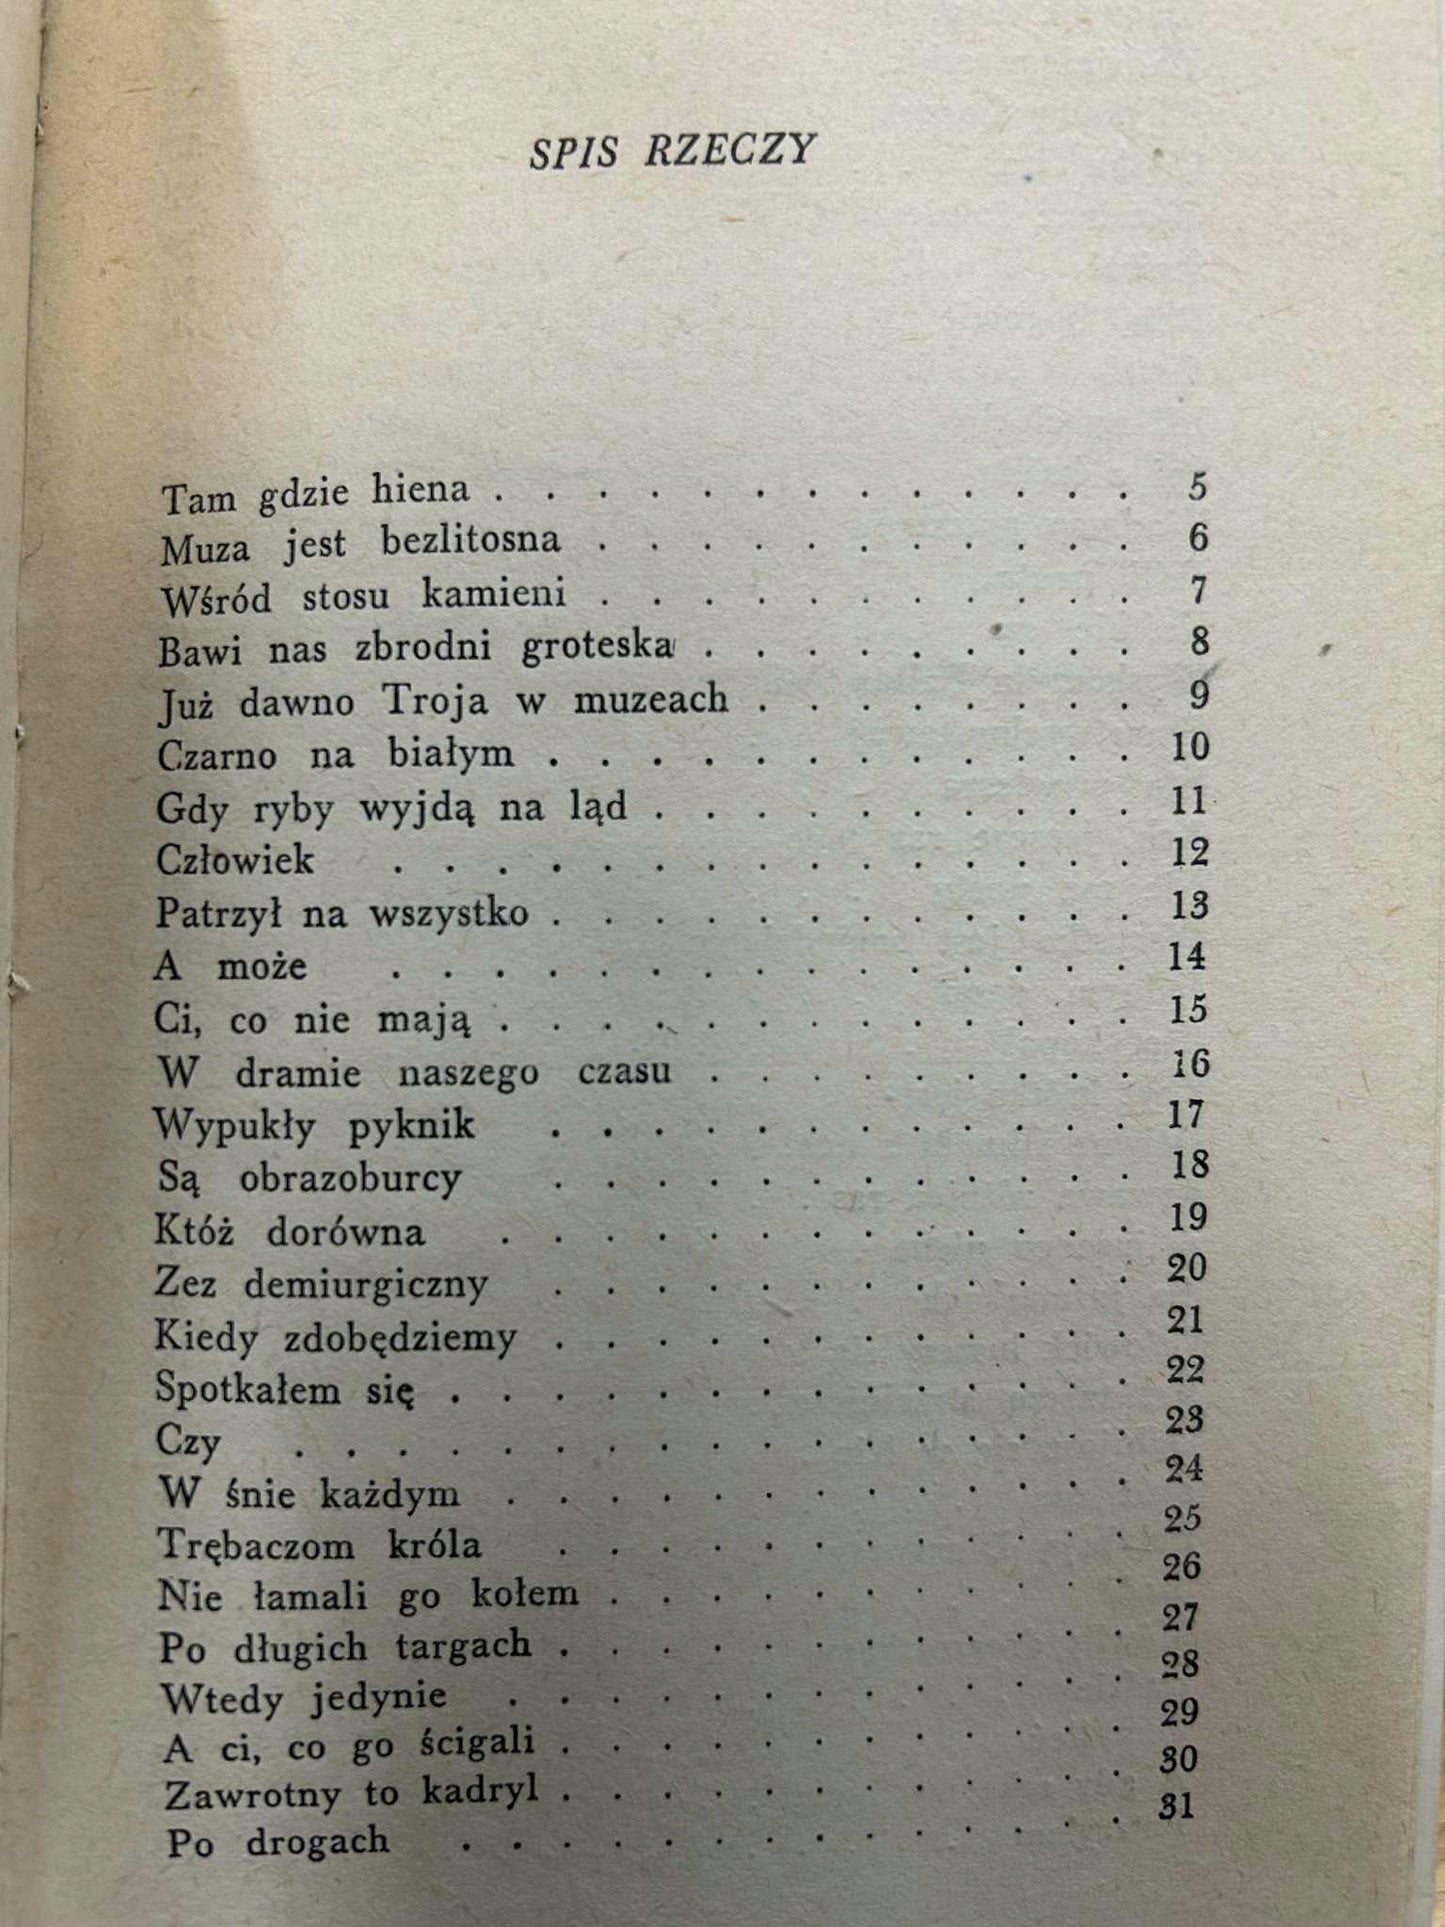 SPIS RZECZY
Tam gdzie hiena . . . . . . . . . . . . . 5
Muza jest bezlitosna . . . . . . . . . . . 6
Wśród stosu kamieni . . . . . . . . . . . 7
Bawi nas zbrodni groteska . . . . . . . . . 8
Już dawno Troja w muzeach . . . . . . . . 9
Czarno na białym . . . . . . . . . . . . 10
Gdy ryby wyjdą na ląd . . . . . . . . . . 11
Człowiek . . . . . . . . . . . . . . . 12
Patrzył na wszystko . . . . . . . . . . . . 13
A może . . . . . . . . . . . . . . . 14
Ci, co nie mają . . . . . . . . . . . . . 15
W dramie naszego czasu . . . . . . . . . 16
Wypukły pyknik . . . . . . . . . . . . 17
Są obrazoburcy . . . . . . . . . . . . 18
Któż dorówna . . . . . . . . . . . . . 19
Zez demiurgiczny . . . . . . . . . . . . 20
Kiedy zdobędziemy . . . . . . . . . . . . 21
Spotkałem się . . . . . . . . . . . . . . 22
Czy . . . . . . . . . . . . . . . . . 23
W śnie każdym . . . . . . . . . . . . . 24
Trębaczom króla . . . . . . . . . . . . 25
Nie łamali go kołem . . . . . . . . . . . 26
Po długich targach . . . . . . . . . . . . 27
Wtedy jedynie . . . . . . . . . . . . . 28
A ci, co go ścigali . . . . . . . . . . . . 29
Zawrotny to kadryl . . . . . . . . . . . . 30
Po drogach . . . . . . . . . . . . . . 31